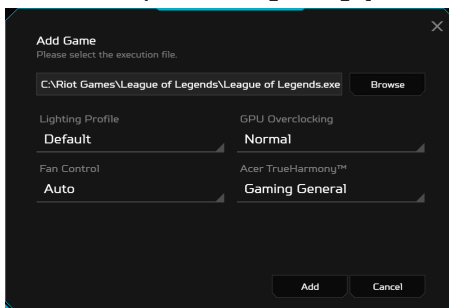 Add Game
Please select the execution file.
C:\Riot Games\League of Legends\League of Legends.exe
Browse
Lighting Profile
GPU Overclocking
Default
Normal
Fan Control
Acer TrueHarmony™
Auto
Gaming General
Add
Cancel